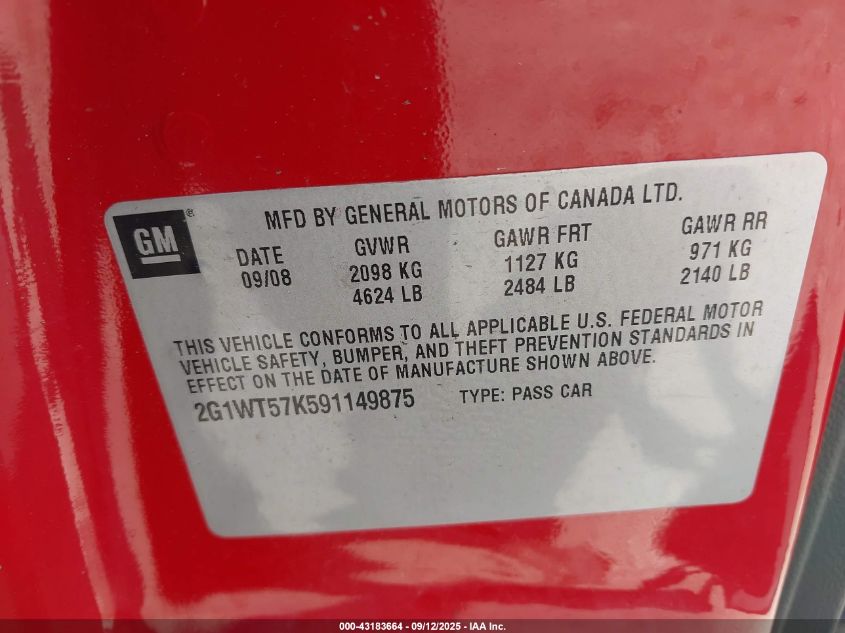 GM ®
MFD BY GENERAL MOTORS OF CANADA LTD.
DATE GVWR GAWR FRT GAWR RR
09/08 2098 KG 1127 KG 971 KG
4624 LB 2484 LB 2140 LB
THIS VEHICLE CONFORMS TO ALL APPLICABLE U.S. FEDERAL MOTOR
VEHICLE SAFETY, BUMPER, AND THEFT PREVENTION STANDARDS IN
EFFECT ON THE DATE OF MANUFACTURE SHOWN ABOVE.
2G1WT57K591149875 TYPE: PASS CAR
000-43183664 - 09/12/2025 - IAA Inc.